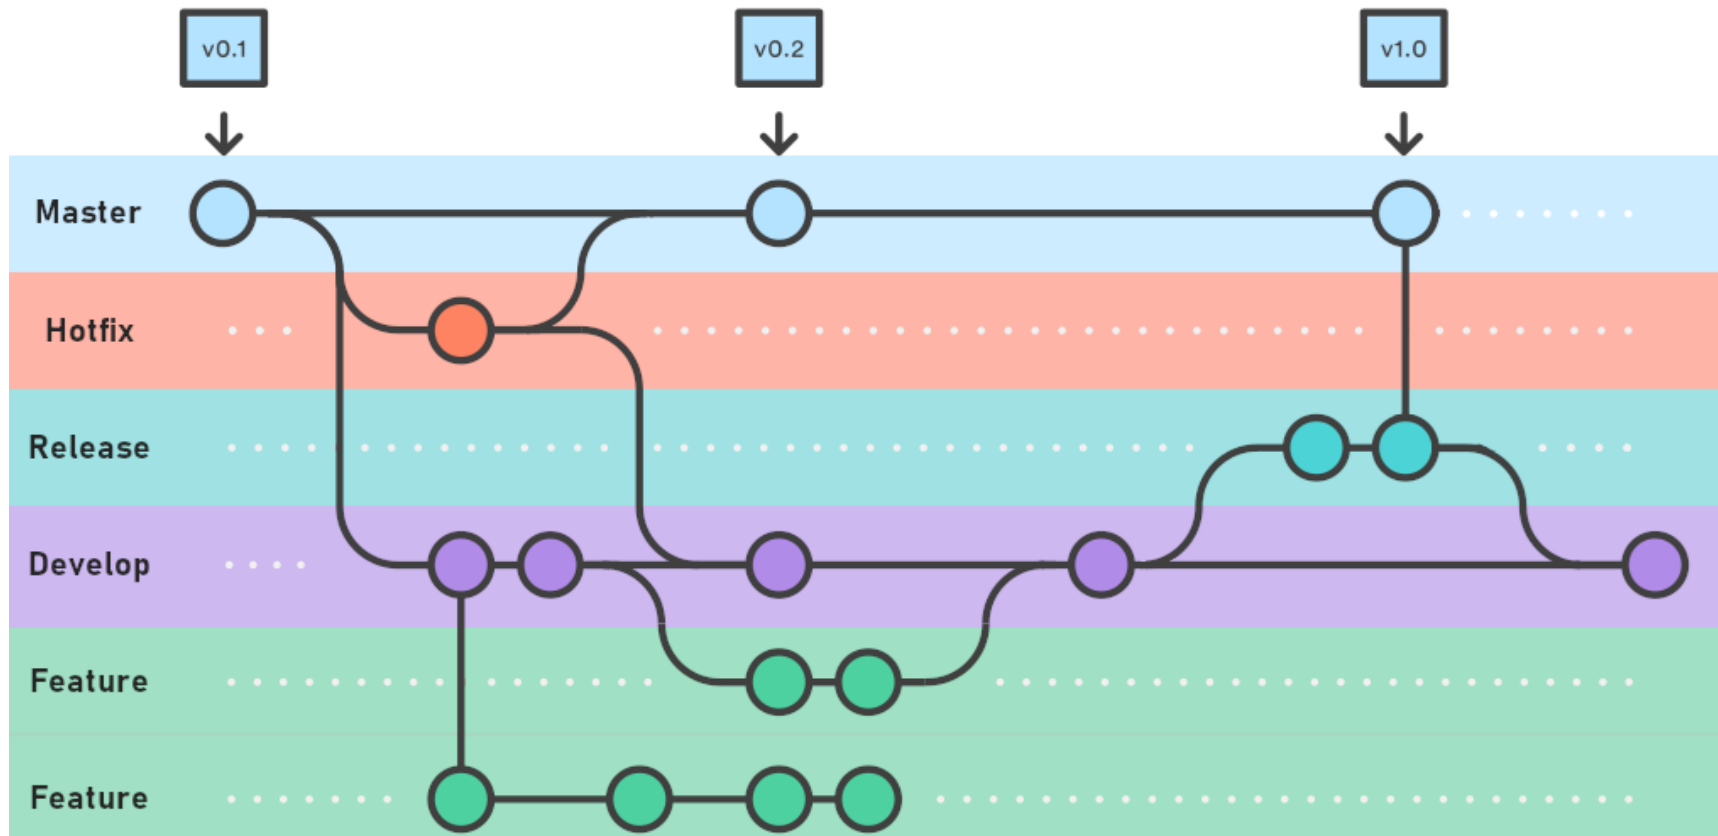 v0.1
v0.2
v1.0
Master
Hotfix
Release
Develop
Feature
Feature